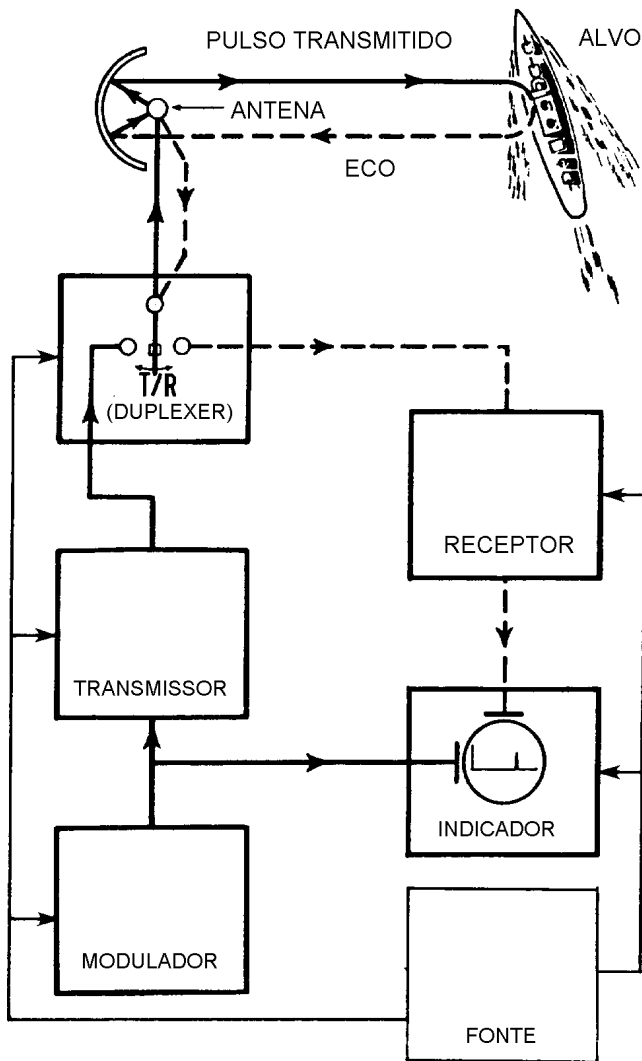 PULSO TRANSMITIDO
ALVO
ANTENA
ECO
T/R
(DUPLEXER)
RECEPTOR
TRANSMISSOR
INDICADOR
MODULADOR
FONTE